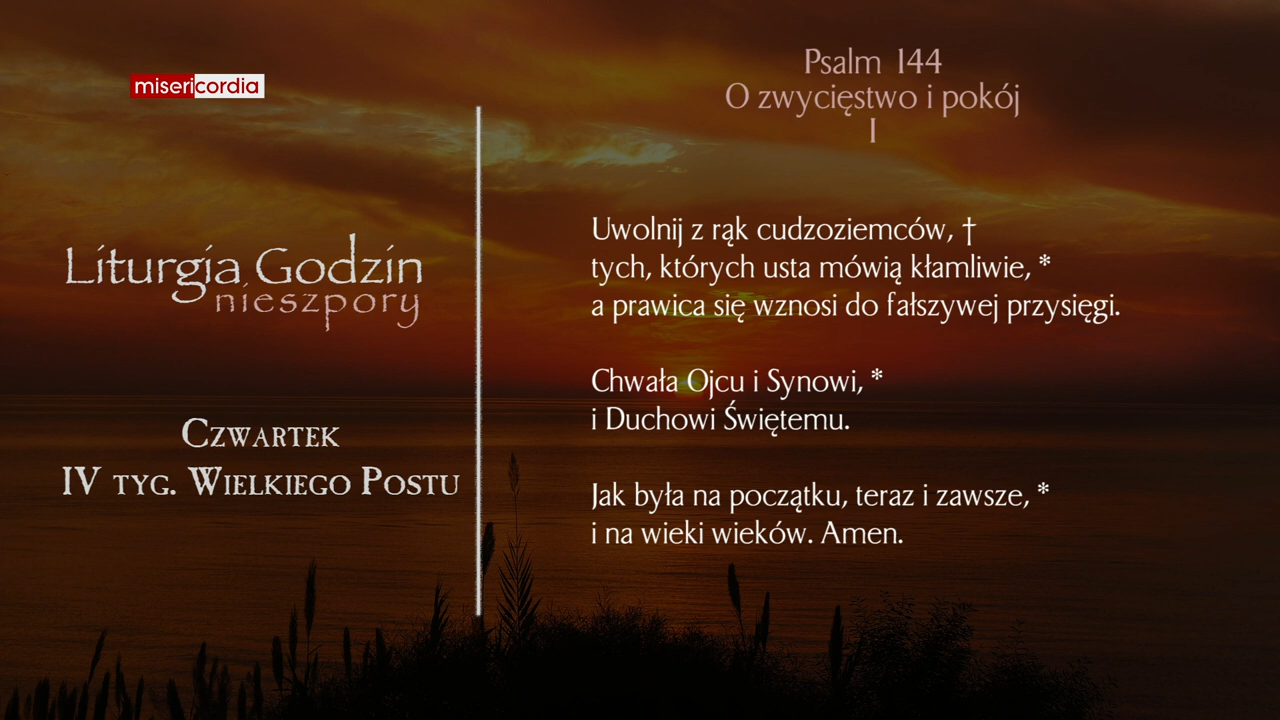 misericordia
Liturgia Godzin
nieszpory
Czwartek
IV tyg. Wielkiego Postu
Psalm 144
O zwycięstwo i pokój
I
Uwolnij z rąk cudzoziemców, †
tych, których usta mówią kłamliwie, *
a prawica się wznosi do fałszywej przysięgi.
Chwała Ojcu i Synowi, *
i Duchowi Świętemu.
Jak była na początku, teraz i zawsze, *
i na wieki wieków. Amen.